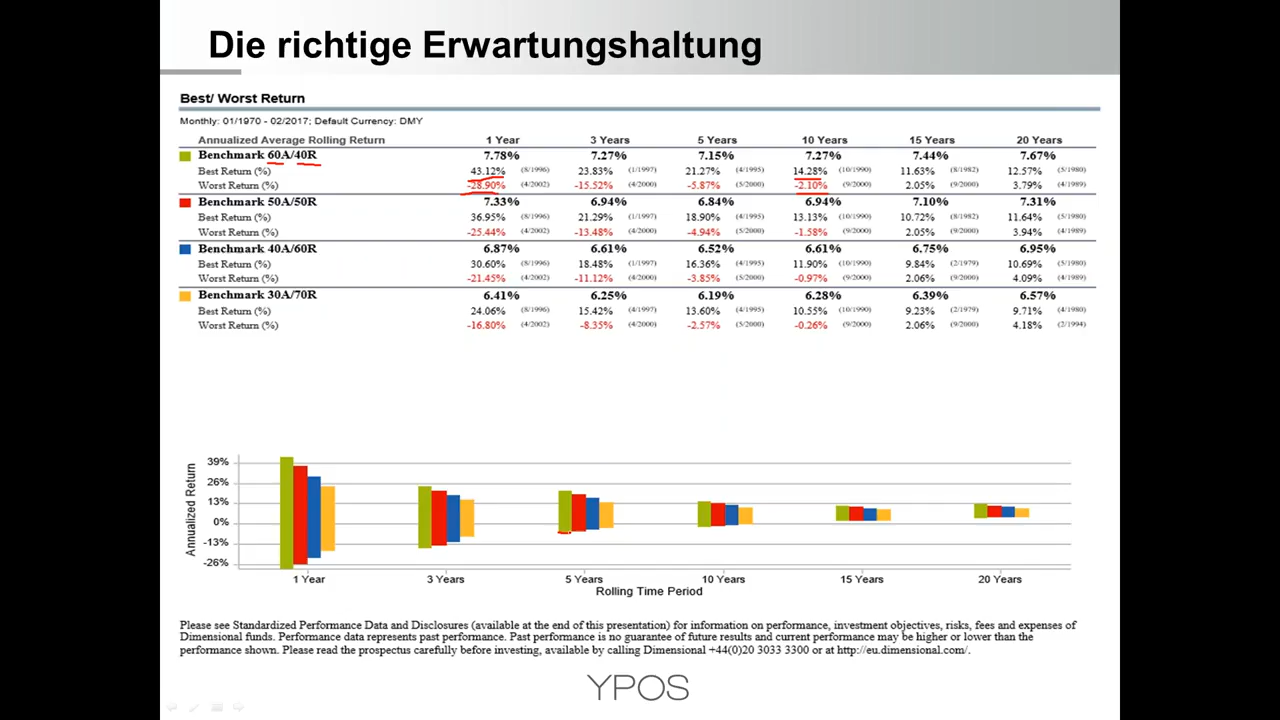 Die richtige Erwartungshaltung
Best/ Worst Return
Monthly: 01/1970 - 02/2017; Default Currency: DMY
Annualized Average Rolling Return 1 Year 3 Years 5 Years 10 Years 15 Years 20 Years
Benchmark 60A/40R 7.78% 7.27% 7.15% 7.27% 7.44% 7.67%
Best Return (%) 43.12% (8/1996) 23.83% (1/1997) 21.27% (4/1995) 14.28% (10/1990) 11.63% (8/1982) 12.57% (5/1980)
Worst Return (%) -28.90% (4/2002) -15.52% (4/2000) -5.87% (5/2000) -2.10% (9/2000) 2.05% (9/2000) 3.79% (4/1989)
Benchmark 50A/50R 7.33% 6.94% 6.84% 6.94% 7.10% 7.31%
Best Return (%) 36.95% (8/1996) 21.29% (1/1997) 18.90% (4/1995) 13.13% (10/1990) 10.72% (8/1982) 11.64% (5/1980)
Worst Return (%) -25.44% (4/2002) -13.48% (4/2000) -4.94% (5/2000) -1.58% (9/2000) 2.05% (9/2000) 3.94% (4/1989)
Benchmark 40A/60R 6.87% 6.61% 6.52% 6.61% 6.75% 6.95%
Best Return (%) 30.60% (8/1996) 18.48% (1/1997) 16.36% (4/1995) 11.90% (10/1990) 9.84% (2/1979) 10.69% (5/1980)
Worst Return (%) -21.45% (4/2002) -11.12% (4/2000) -3.85% (5/2000) -0.97% (9/2000) 2.06% (9/2000) 4.09% (4/1989)
Benchmark 30A/70R 6.41% 6.25% 6.19% 6.28% 6.39% 6.57%
Best Return (%) 24.06% (8/1996) 15.42% (4/1997) 13.60% (4/1995) 10.55% (10/1990) 9.23% (2/1979) 9.71% (4/1980)
Worst Return (%) -16.80% (4/2002) -8.35% (4/2000) -2.57% (5/2000) -0.26% (9/2000) 2.06% (9/2000) 4.18% (2/1994)
Annualized Return
39%
26%
13%
0%
-13%
-26%
1 Year 3 Years 5 Years 10 Years 15 Years 20 Years
Rolling Time Period
Please see Standardized Performance Data and Disclosures (available at the end of this presentation) for information on performance, investment objectives, risks, fees and expenses of
Dimensional funds. Performance data represents past performance. Past performance is no guarantee of future results and current performance may be higher or lower than the
performance shown. Please read the prospectus carefully before investing, available by calling Dimensional +44(0)20 3033 3300 or at http://eu.dimensional.com/.
YPOS